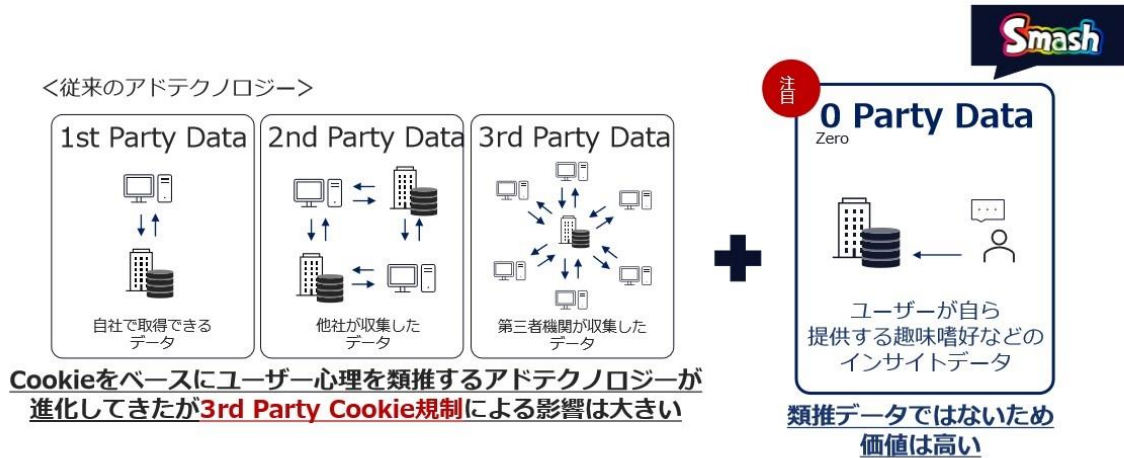 Smash
＜従来のアドテクノロジー＞
1st Party Data
自社で取得できる
データ
2nd Party Data
他社が収集した
データ
3rd Party Data
第三者機関が収集した
データ
Cookieをベースにユーザー心理を類推するアドテクノロジーが
進化してきたが3rd Party Cookie規制による影響は大きい
注目
0 Party Data
Zero
ユーザーが自ら
提供する趣味嗜好などの
インサイトデータ
類推データではないため
価値は高い